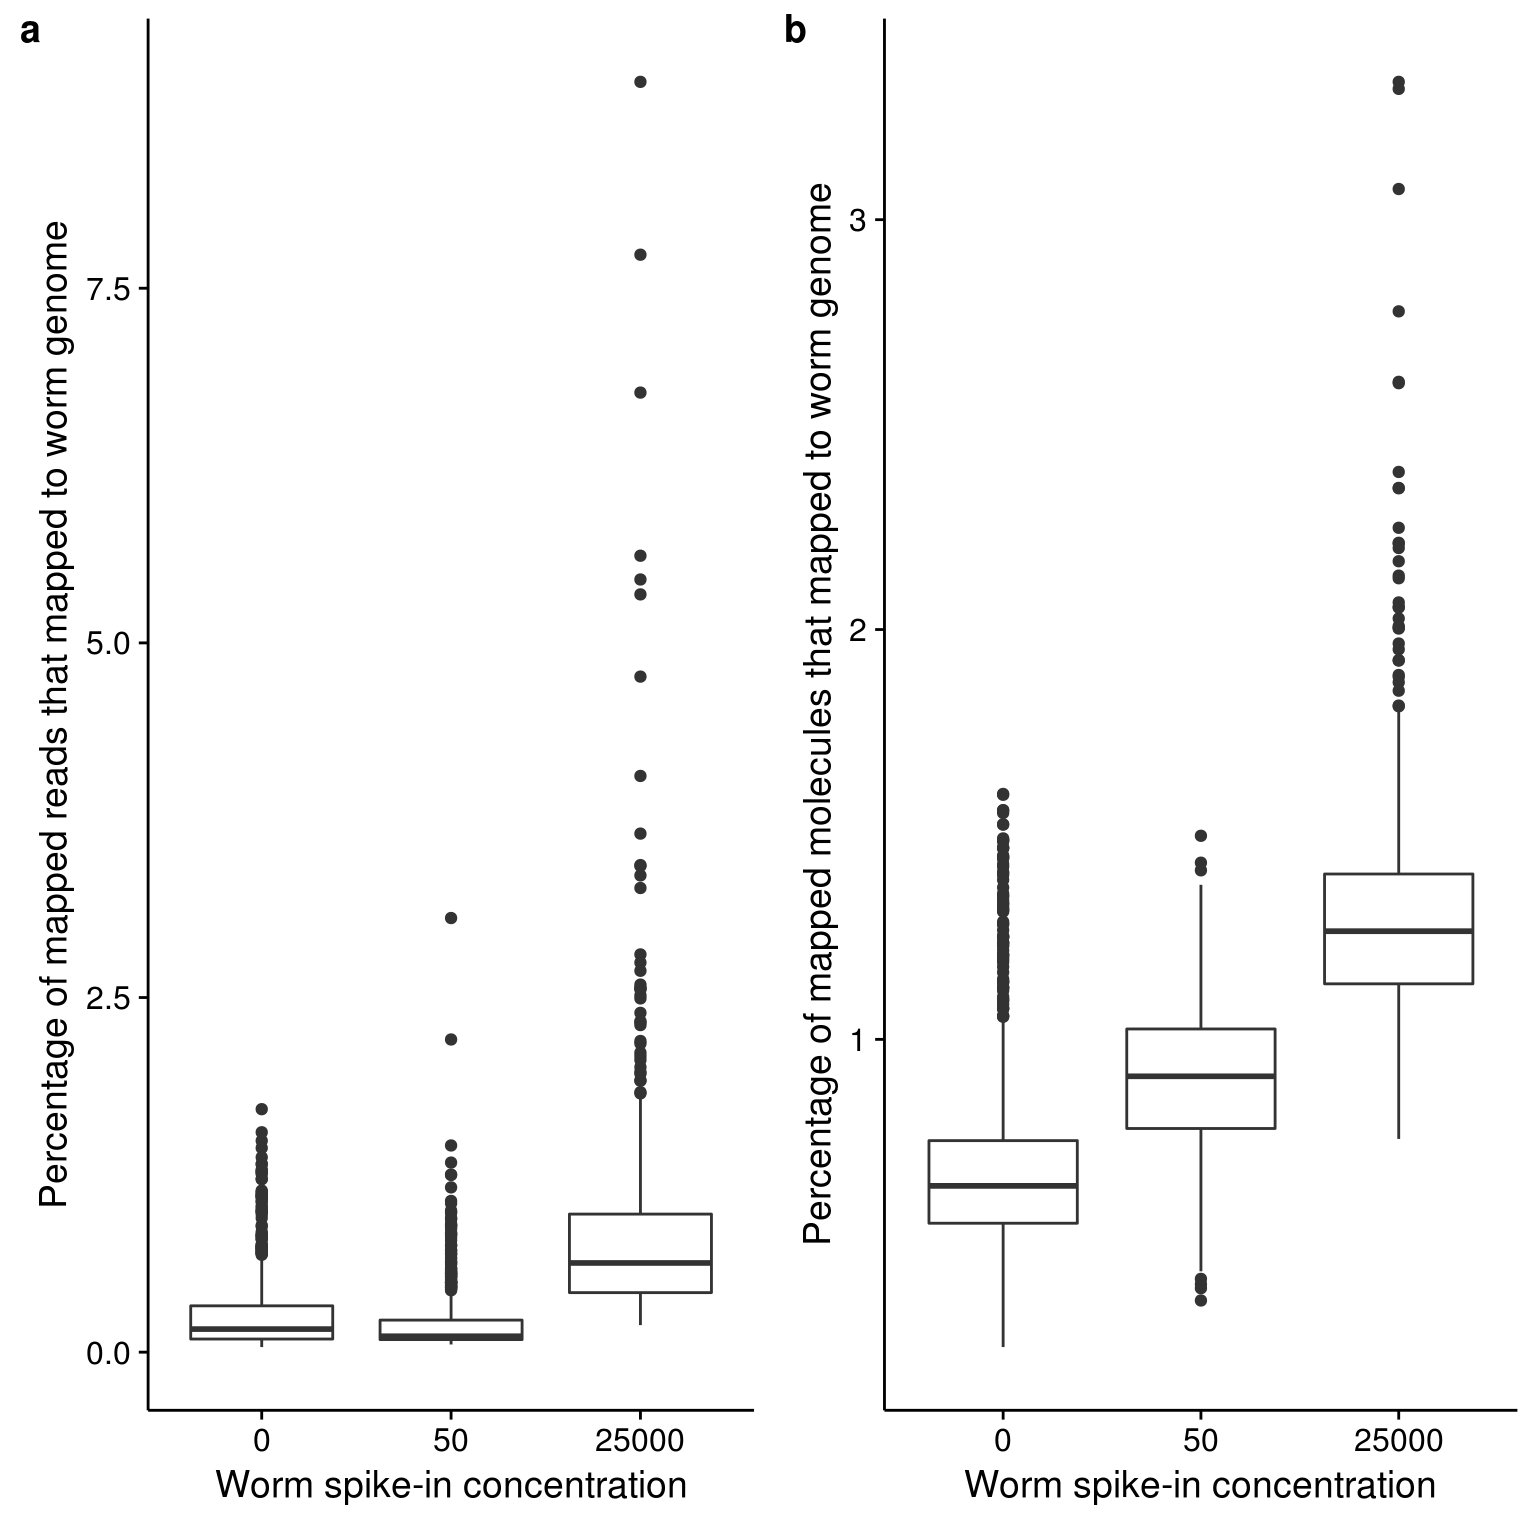 a
Percentage of mapped reads that mapped to worm genome
7.5
5.0
2.5
0.0
0 50 25000
Worm spike-in concentration
b
Percentage of mapped molecules that mapped to worm genome
3
2
1
0 50 25000
Worm spike-in concentration